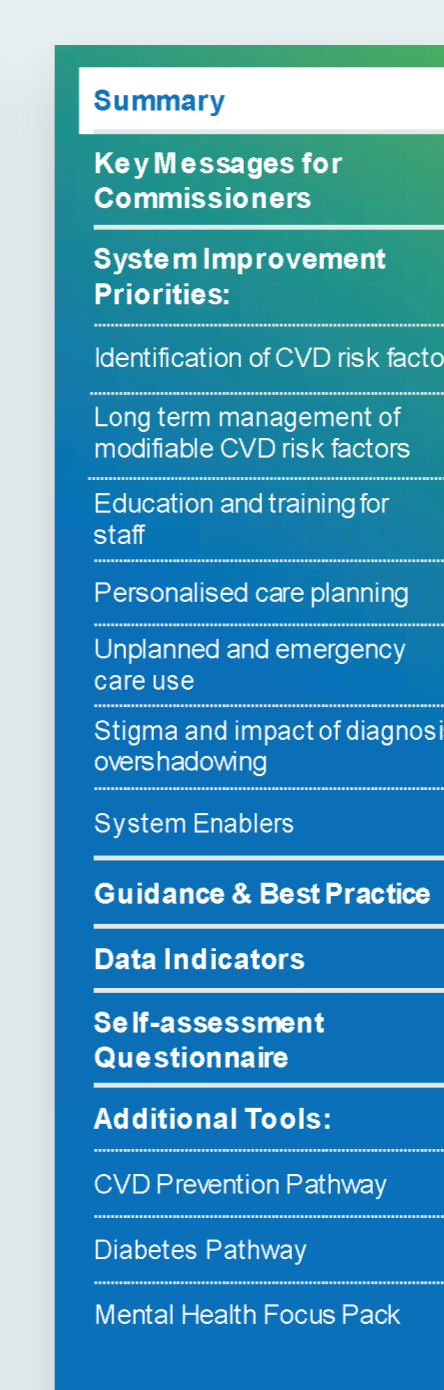 Summary
Key Messages for
Commissioners
System Improvement
Priorities:
Identification of CVD risk facto
Long term management of
modifiable CVD risk factors
Education and training for
staff
Personalised care planning
Unplanned and emergency
care use
Stigma and impact of diagnosi
overshadowing
System Enablers
Guidance & Best Practice
Data Indicators
Self-assessment
Questionnaire
Additional Tools:
CVD Prevention Pathway
Diabetes Pathway
Mental Health Focus Pack